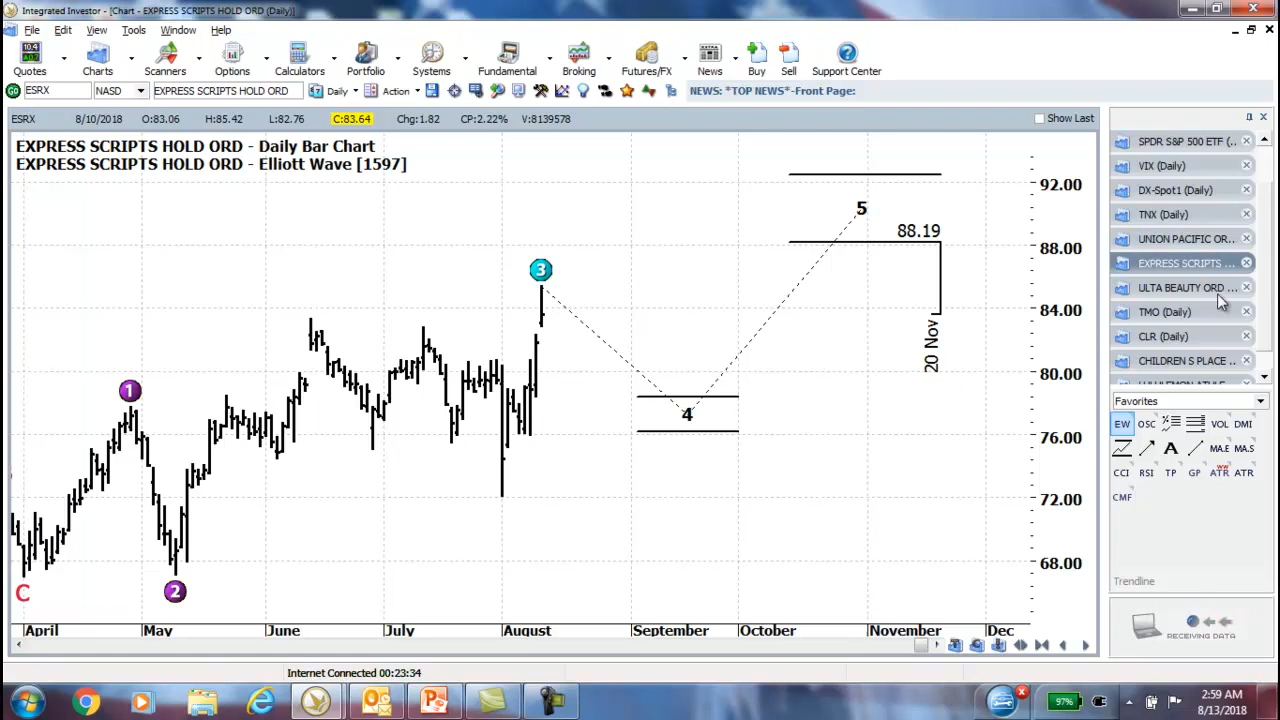 Integrated Investor - [Chart - EXPRESS SCRIPTS HOLD ORD (Daily)]
File Edit View Tools Window Help
Quotes Charts Scanners Options Calculators Portfolio Systems Fundamental Broking Futures/FX News Buy Sell Support Center
ESRX NASD EXPRESS SCRIPTS HOLD ORD Daily Action NEWS: *TOP NEWS*-Front Page:
ESRX 8/10/2018 O:83.06 H:85.42 L:82.76 C:83.64 Chg:1.82 CP:2.22% V:8139578 Show Last
EXPRESS SCRIPTS HOLD ORD - Daily Bar Chart
EXPRESS SCRIPTS HOLD ORD - Elliott Wave [1597]
92.00
5
88.19
88.00
3
84.00
20 Nov
80.00
1
4
76.00
72.00
68.00
2
C
April May June July August September October November Dec
SPDR S&P 500 ETF (..
VIX (Daily)
DX-Spot1 (Daily)
TNX (Daily)
UNION PACIFIC OR...
EXPRESS SCRIPTS ...
ULTA BEAUTY ORD ...
TMO (Daily)
CLR (Daily)
CHILDREN S PLACE ..
Favorites
EW OSC VOL DMI
A MA.E MA.S
CCI RSI TP GP ATR ATR
CMF
Trendline
RECEIVING DATA
Internet Connected 00:23:34
97%
2:59 AM
8/13/2018